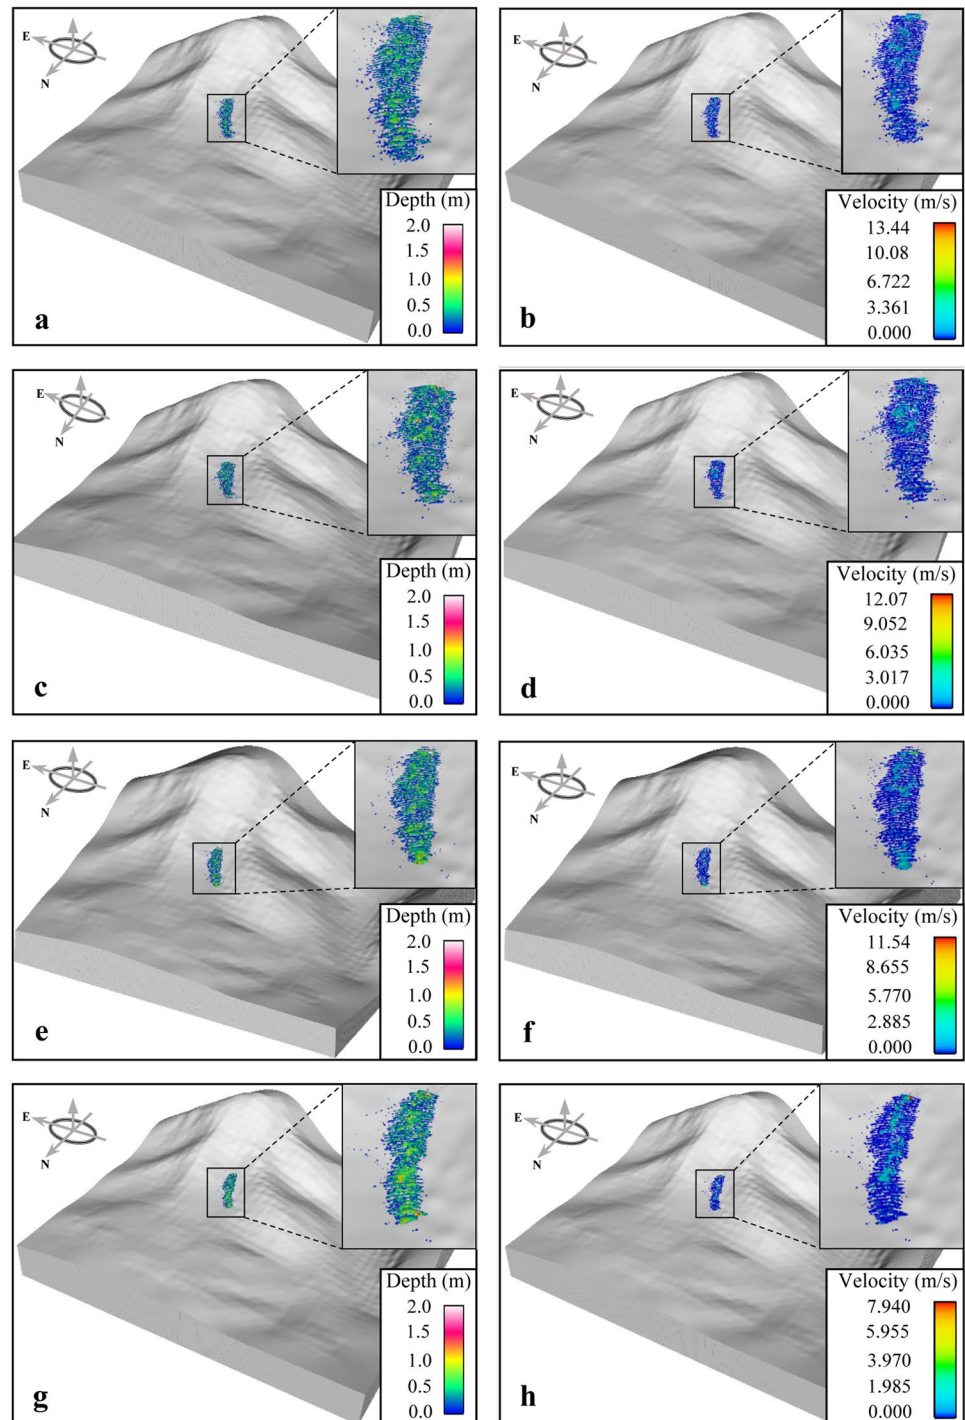 E
N
Depth (m)
2.0
1.5
1.0
0.5
0.0
a
E
N
Velocity (m/s)
13.44
10.08
6.722
3.361
0.000
b
E
N
Depth (m)
2.0
1.5
1.0
0.5
0.0
c
E
N
Velocity (m/s)
12.07
9.052
6.035
3.017
0.000
d
E
N
Depth (m)
2.0
1.5
1.0
0.5
0.0
e
E
N
Velocity (m/s)
11.54
8.655
5.770
2.885
0.000
f
E
N
Depth (m)
2.0
1.5
1.0
0.5
0.0
g
E
N
Velocity (m/s)
7.940
5.955
3.970
1.985
0.000
h